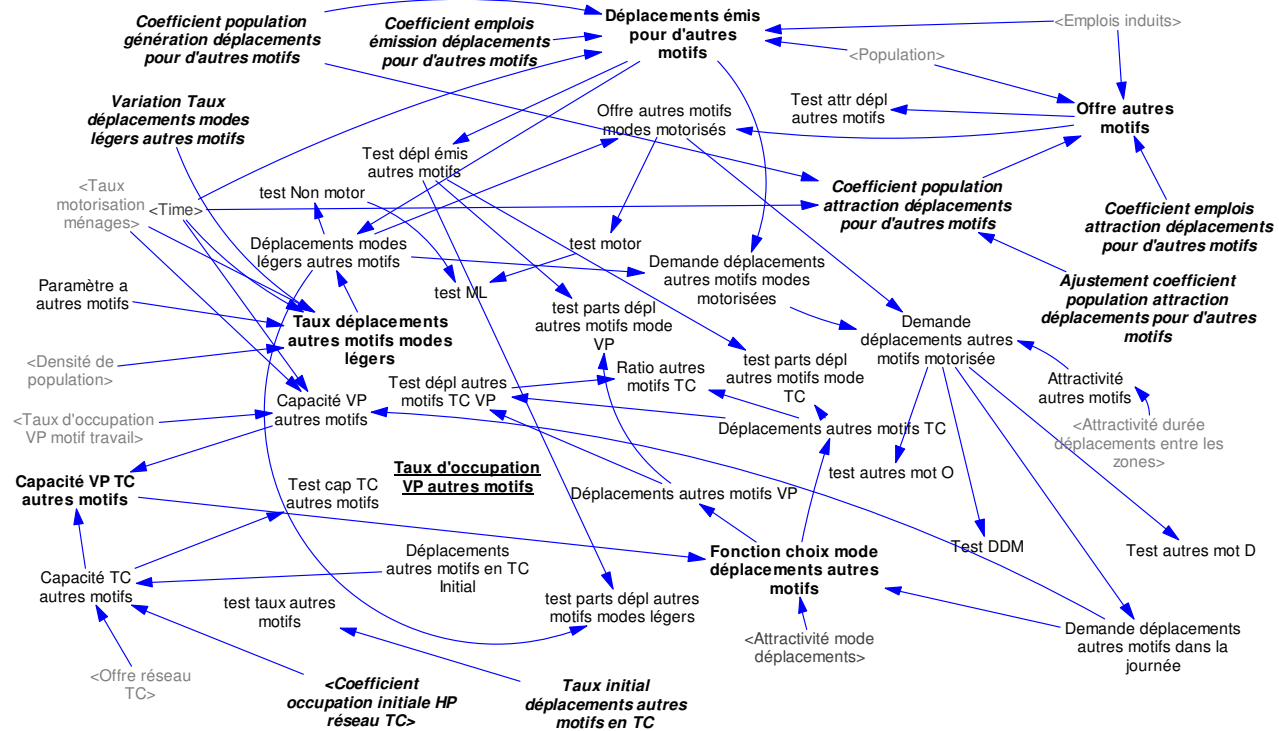 Coefficient population
génération déplacements
pour d'autres motifs
Coefficient emplois
émission déplacements
pour d'autres motifs
Déplacements émis
pour d'autres
motifs
<Emplois induits>
<Population>
Variation Taux
déplacements modes
légers autres motifs
Offre autres motifs
modes motorisés
Test attr dépl
autres motifs
Offre autres
motifs
Test dépl émis
autres motifs
<Taux
motorisation
ménages>
<Time>
test Non motor
Coefficient population
attraction déplacements
pour d'autres motifs
Coefficient emplois
attraction déplacements
pour d'autres motifs
Déplacements modes
légers autres motifs
test motor
Demande déplacements
autres motifs modes
motorisées
Paramètre a
autres motifs
test ML
test parts dépl
autres motifs mode
VP
Ajustement coefficient
population attraction
déplacements pour d'autres
motifs
Taux déplacements
autres motifs modes
légers
Demande
déplacements autres
motifs motorisée
<Densité de
population>
Ratio autres
motifs TC
test parts dépl
autres motifs mode
TC
Test dépl autres
motifs TC VP
Attractivité
autres motifs
Capacité VP
autres motifs
<Taux d'occupation
VP motif travail>
Déplacements autres motifs TC
<Attractivité durée
déplacements entre les
zones>
Taux d'occupation
VP autres motifs
test autres mot O
Capacité VP TC
autres motifs
Test cap TC
autres motifs
Déplacements autres motifs VP
Déplacements
autres motifs en TC
Initial
Fonction choix mode
déplacements autres
motifs
Test DDM
Test autres mot D
Capacité TC
autres motifs
test taux autres
motifs
test parts dépl autres
motifs modes légers
<Attractivité mode
déplacements>
Demande déplacements
autres motifs dans la
journée
<Offre réseau
TC>
<Coefficient
occupation initiale HP
réseau TC>
Taux initial
déplacements autres
motifs en TC